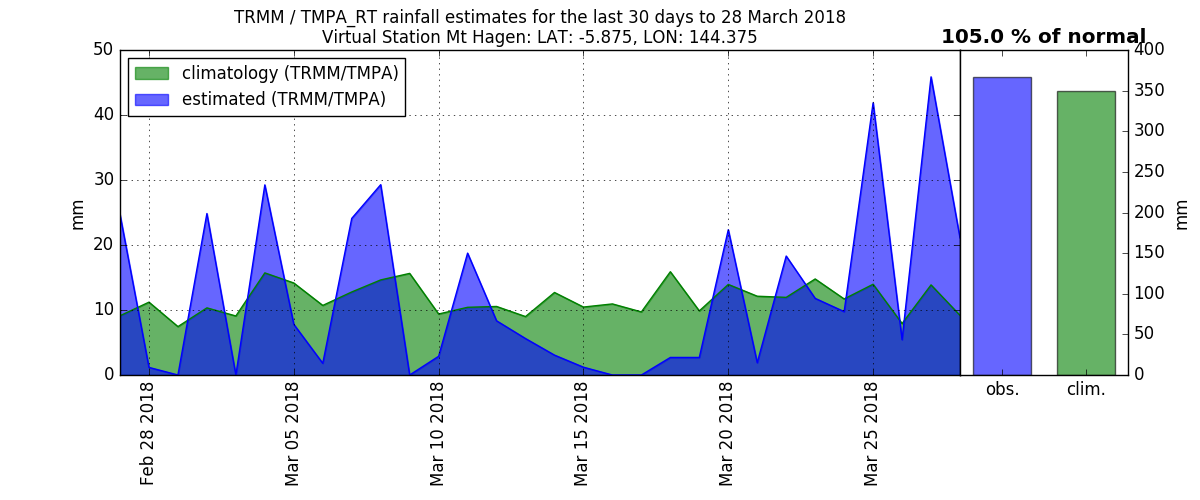 TRMM / TMPA_RT rainfall estimates for the last 30 days to 28 March 2018
Virtual Station Mt Hagen: LAT: -5.875, LON: 144.375
105.0 % of normal
climatology (TRMM/TMPA)
estimated (TRMM/TMPA)
mm
50
40
30
20
10
0
Feb 28 2018
Mar 05 2018
Mar 10 2018
Mar 15 2018
Mar 20 2018
Mar 25 2018
400
350
300
250
200
150
100
50
0
mm
obs.
clim.